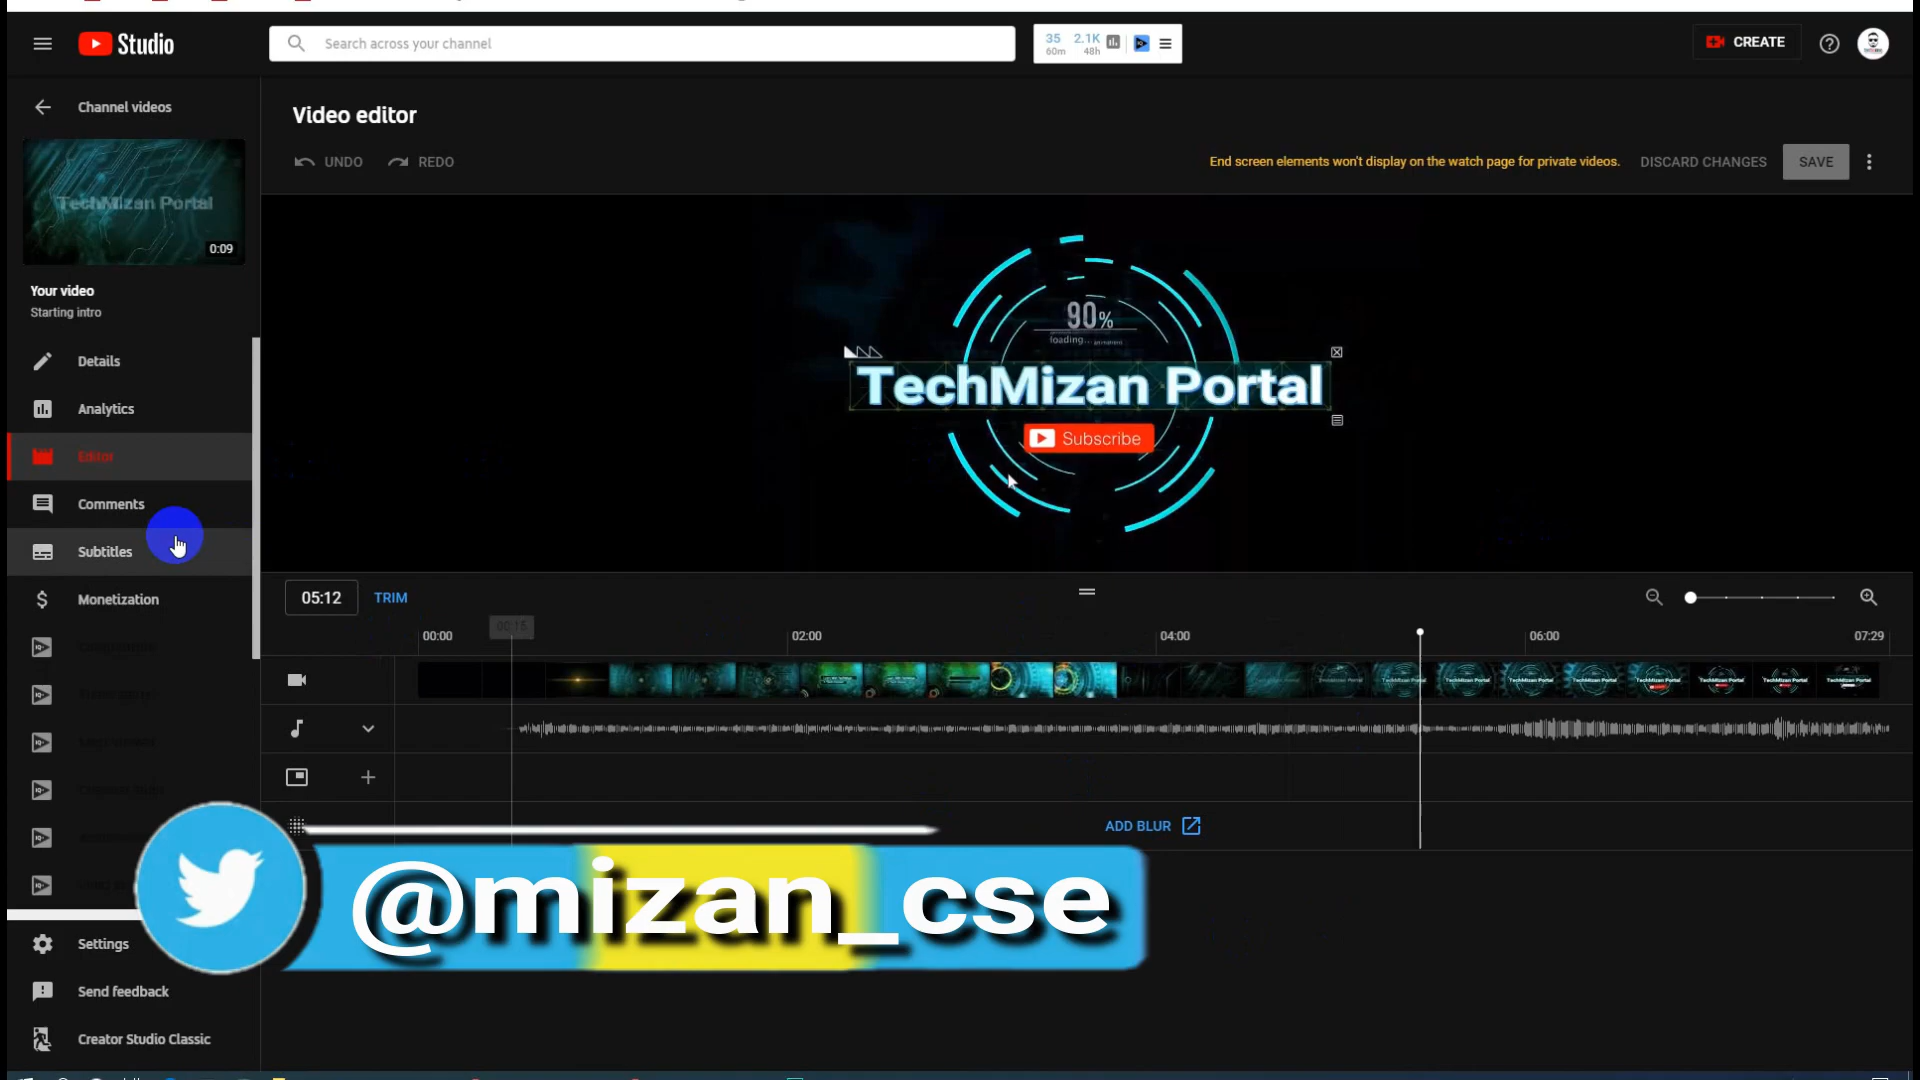 Studio
Search across your channel
35 2.1K
60m 48h
CREATE
Channel videos
Video editor
UNDO REDO
End screen elements won't display on the watch page for private videos.
DISCARD CHANGES
SAVE
TechMizan Portal
0:09
Your video
Starting intro
Details
Analytics
Editor
Comments
Subtitles
Monetization
90%
loading...
TechMizan Portal
Subscribe
05:12
TRIM
00:15
00:00
02:00
04:00
06:00
07:29
ADD BLUR
@mizan_cse
Settings
Send feedback
Creator Studio Classic